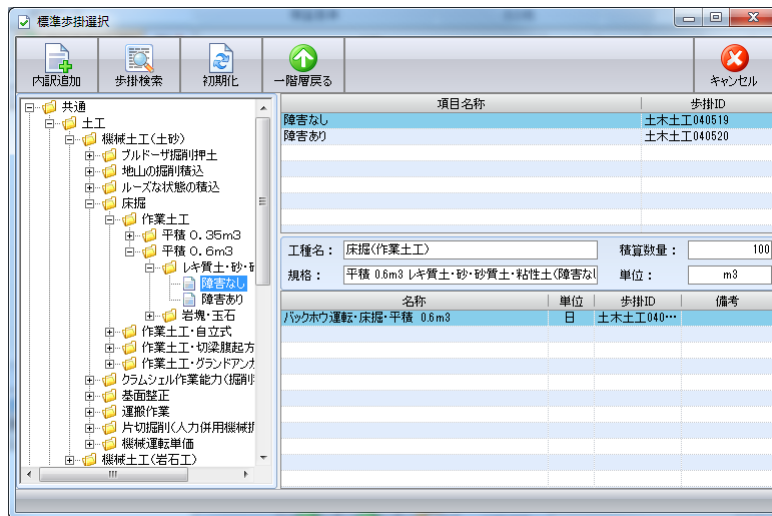 標準歩掛選択
内訳追加
歩掛検索
初期化
一階層戻る
キャンセル
共通
土工
機械土工(土砂)
ブルドーザ掘削押土
地山の掘削積込
ルーズな状態の積込
床掘
作業土工
平積0.35m3
平積0.6m3
レキ質土・砂・砂
障害なし
障害あり
岩塊・玉石
作業土工・自立式
作業土工・切梁腹起方
作業土工・グランドアンカ
クラムシェル作業能力(掘削
基面整正
運搬作業
片切掘削(人力併用機械掘
機械運転単価
機械土工(岩石工)
項目名称 歩掛ID
障害なし 土木土工040519
障害あり 土木土工040520
工種名: 床掘(作業土工) 積算数量: 100
規格: 平積 0.6m3 レキ質土・砂・砂質土・粘性土(障害なし 単位: m3
名称 単位 歩掛ID 備考
バックホウ運転・床掘・平積 0.6m3 日 土木土工040…